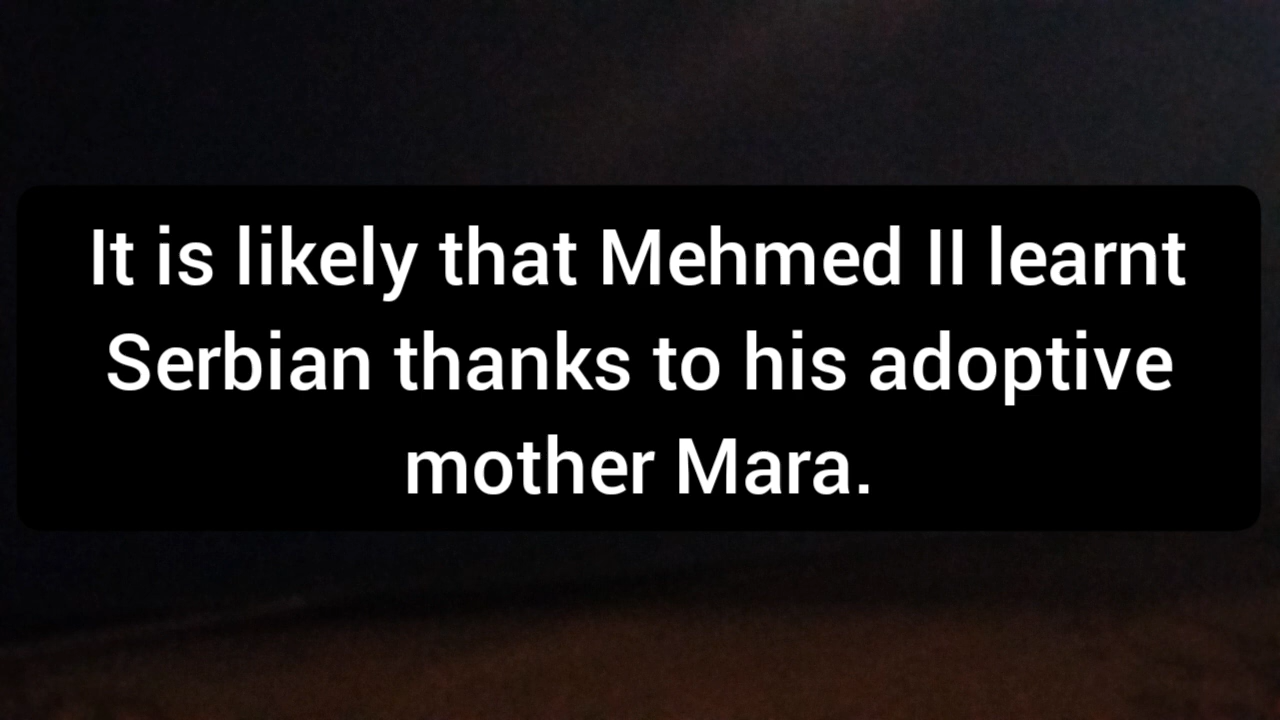 It is likely that Mehmed II learnt
Serbian thanks to his adoptive
mother Mara.